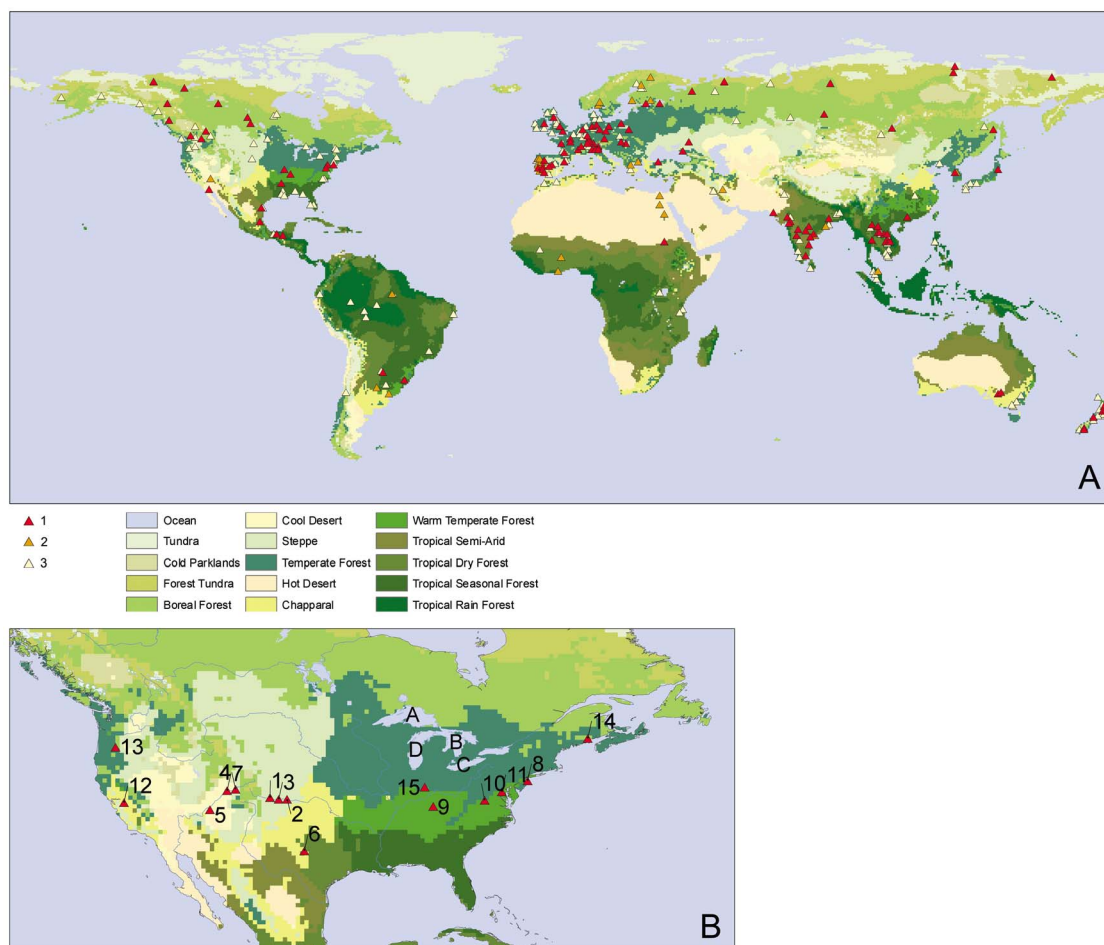 A
1
2
3
Ocean
Tundra
Cold Parklands
Forest Tundra
Boreal Forest
Cool Desert
Steppe
Temperate Forest
Hot Desert
Chapparal
Warm Temperate Forest
Tropical Semi-Arid
Tropical Dry Forest
Tropical Seasonal Forest
Tropical Rain Forest
A
14
13
D
B
C
47
13
8
11
10
15
12
5
2
9
6
B